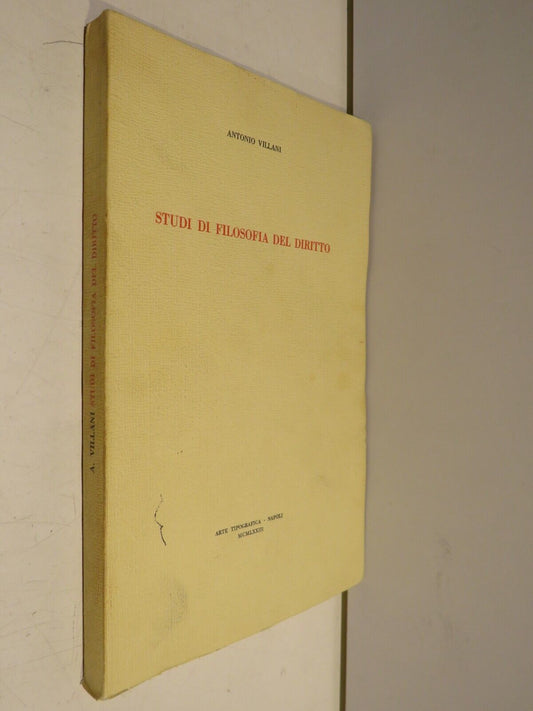 ANTONIO VILLANI
STUDI DI FILOSOFIA DEL DIRITTO
ARTE TIPOGRAFICA - NAPOLI
MCMLXXIII
A. VILLANI STUDI DI FILOSOFIA DEL DIRITTO